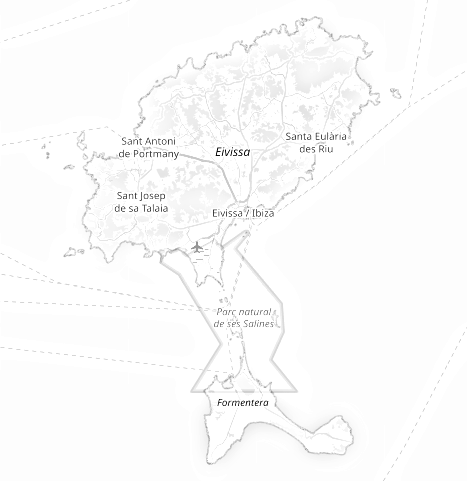 Sant Antoni
de Portmany
Eivissa
Santa Eulària
des Riu
Sant Josep
de sa Talaia
Eivissa / Ibiza
Parc natural
de ses Salines
Formentera